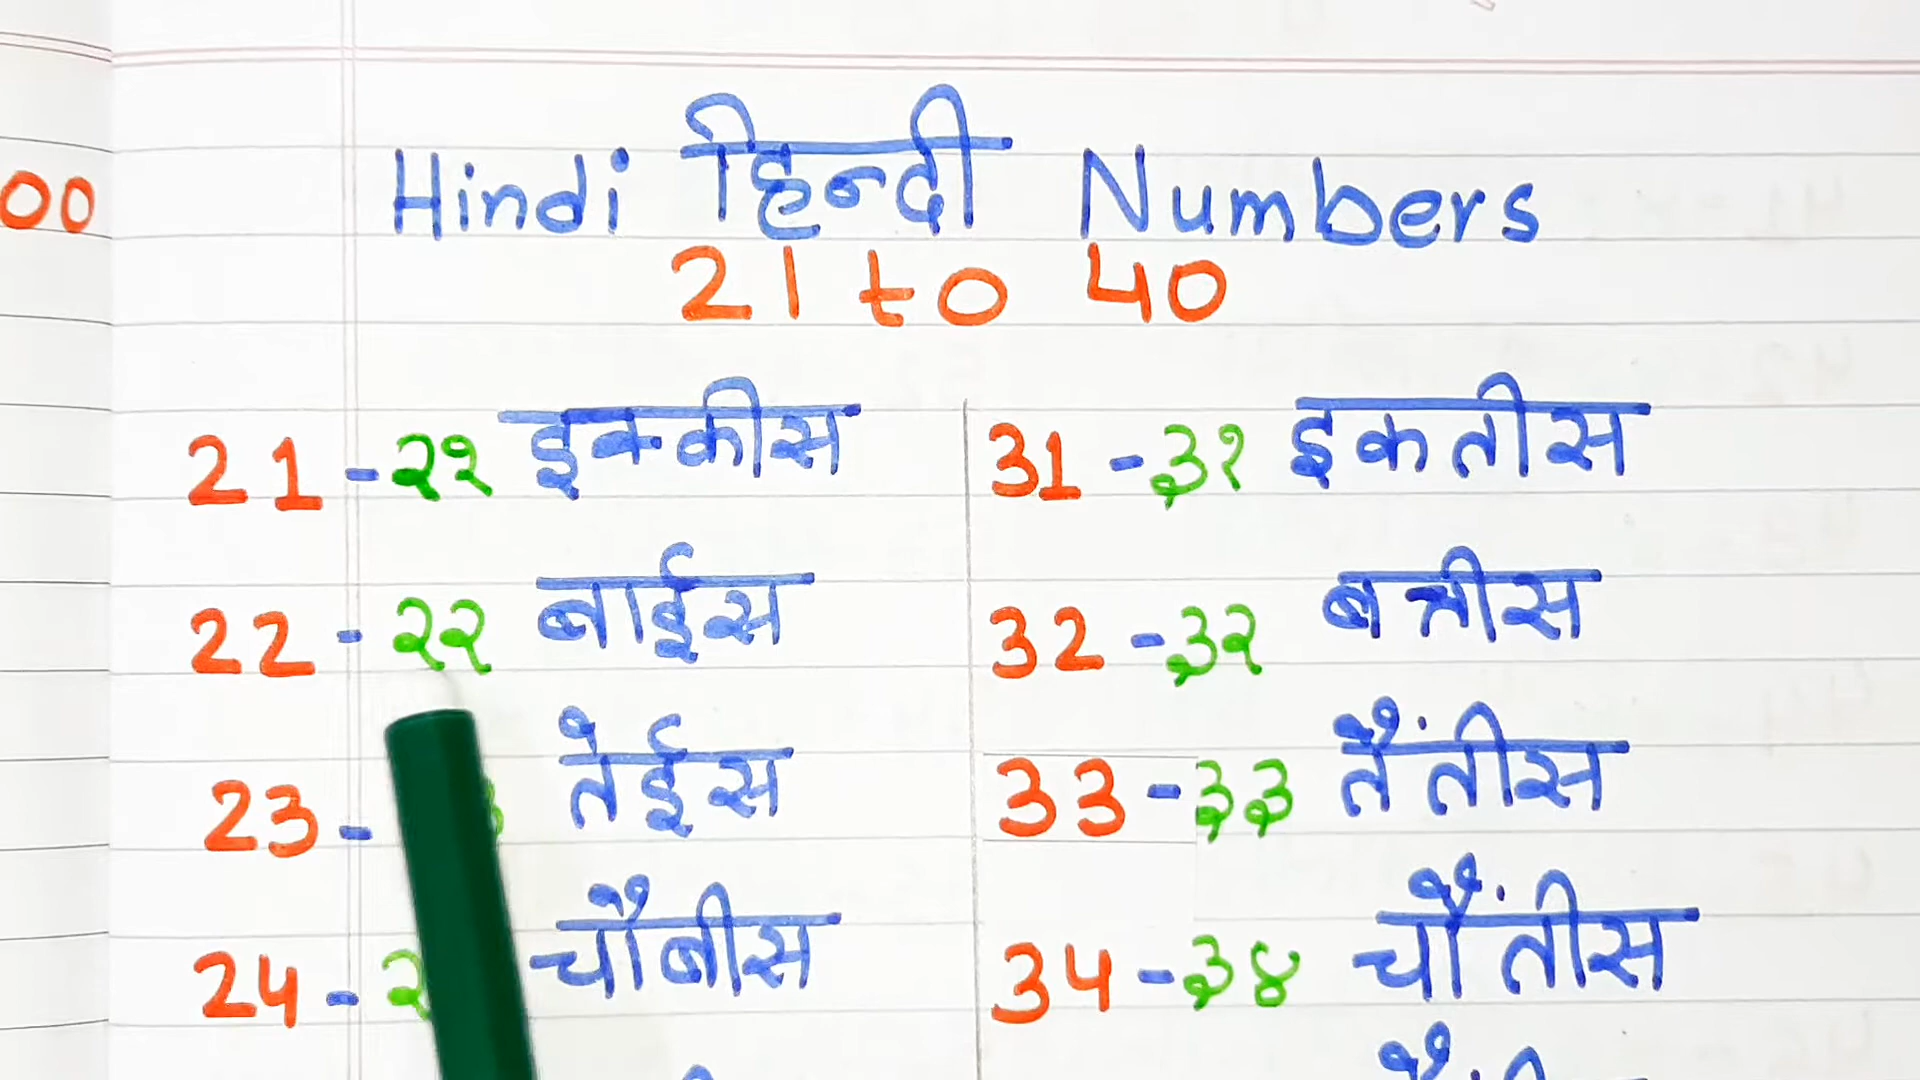 00
Hindi हिन्दी Numbers
21 to 40
21 - २१ इक्कीस
22 - २२ बाईस
23 - तेईस
24 - २ चौबीस
31 - ३१ इकतीस
32 - ३२ बत्तीस
33 - ३३ तैंतीस
34 - ३४ चौंतीस